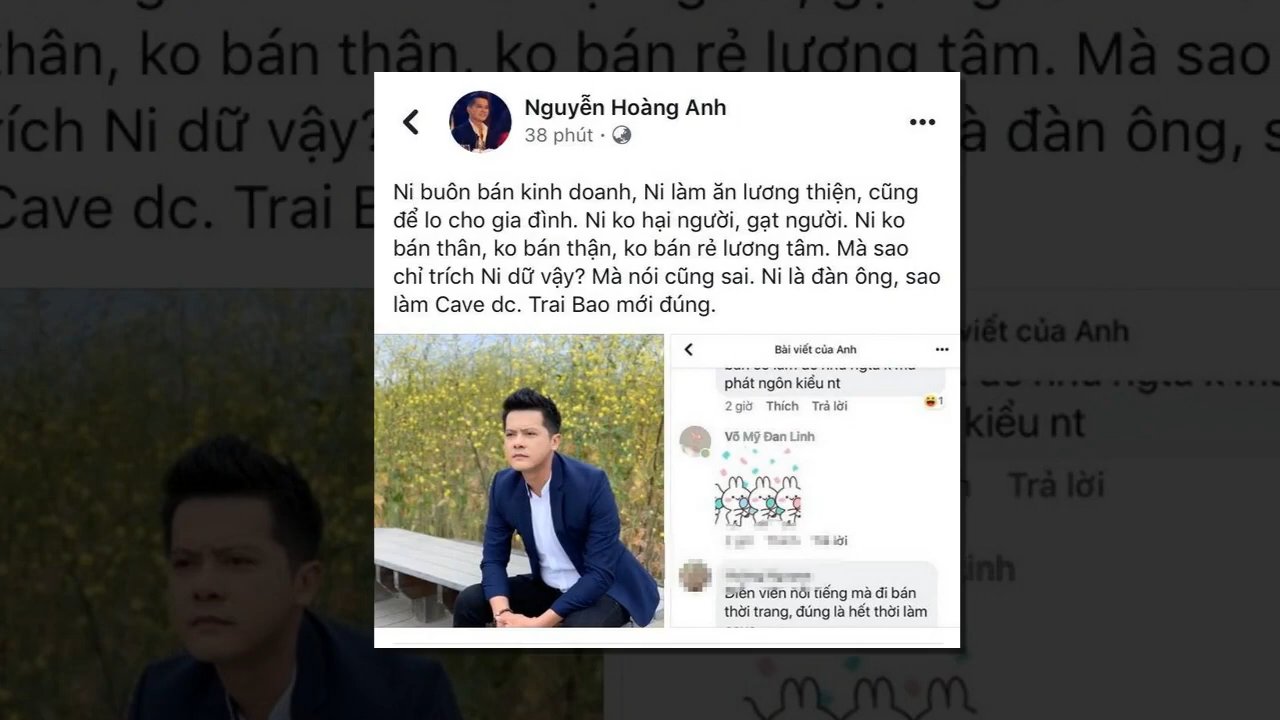 thân, ko bán thận, ko bán rẻ lương tâm. Mà sao
rích Ni dữ vậy?
à đàn ông, s
Cave dc. Trai B
Nguyễn Hoàng Anh
38 phút ·
Ni buôn bán kinh doanh, Ni làm ăn lương thiện, cũng
để lo cho gia đình. Ni ko hại người, gạt người. Ni ko
bán thân, ko bán thận, ko bán rẻ lương tâm. Mà sao
chỉ trích Ni dữ vậy? Mà nói cũng sai. Ni là đàn ông, sao
làm Cave dc. Trai Bao mới đúng.
Bài viết của Anh
phát ngôn kiểu nt
2 giờ Thích Trả lời
1
Võ Mỹ Đan Linh
Diễn viên nổi tiếng mà đi bán
thời trang, đúng là hết thời làm
viết của Anh
kiểu nt
Trả lời
inh